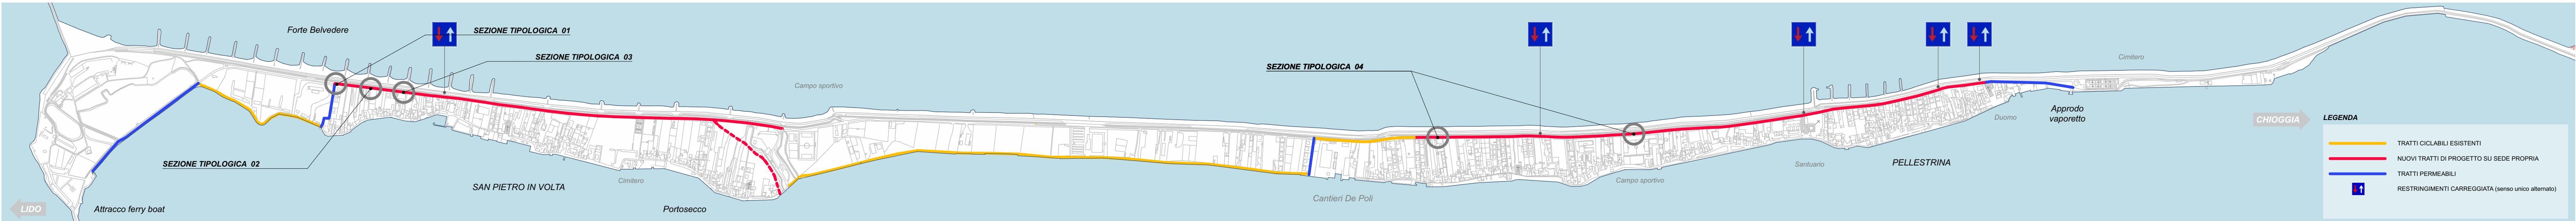 Forte Belvedere
SEZIONE TIPOLOGICA 01
SEZIONE TIPOLOGICA 03
SEZIONE TIPOLOGICA 02
Campo sportivo
SEZIONE TIPOLOGICA 04
Cimitero
SAN PIETRO IN VOLTA
Cimitero
Portosecco
Attracco ferry boat
LIDO
Cantieri De Poli
Campo sportivo
Santuario
PELLESTRINA
Duomo
Approdo
vaporetto
CHIOGGIA
LEGENDA
TRATTI CICLABILI ESISTENTI
NUOVI TRATTI DI PROGETTO SU SEDE PROPRIA
TRATTI PERMEABILI
RESTRINGIMENTI CARREGGIATA (senso unico alternato)